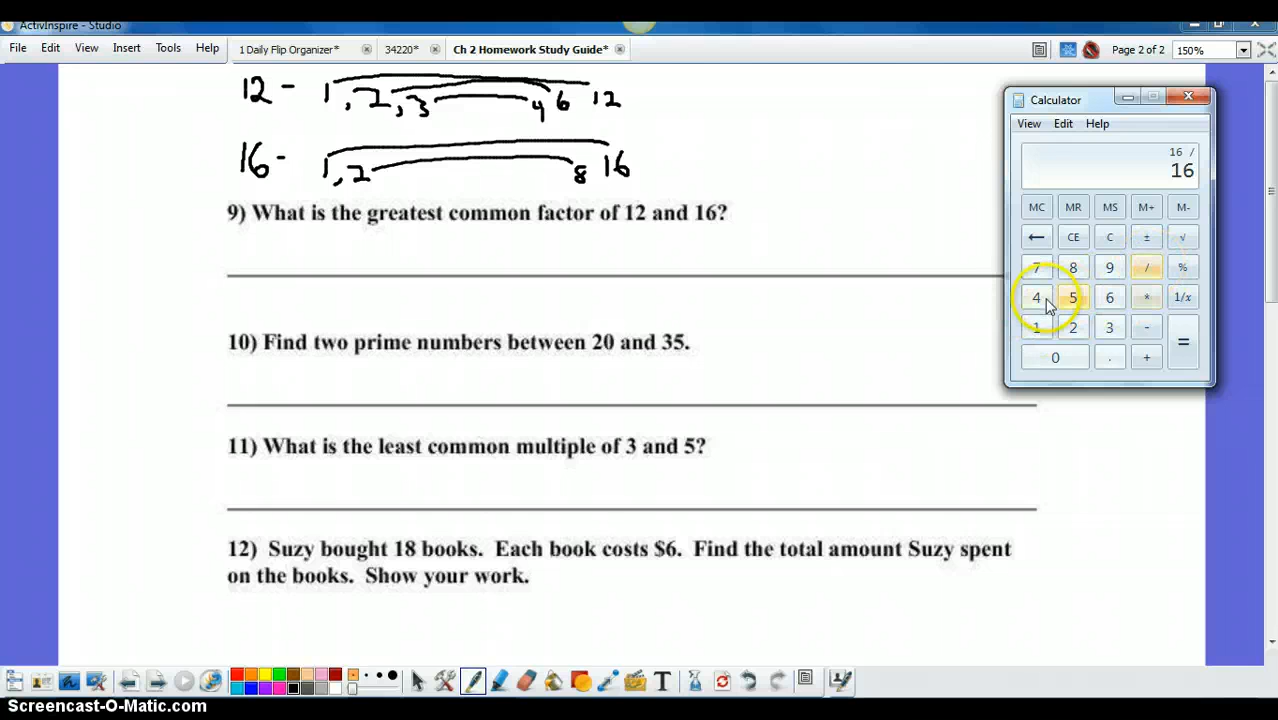 ActivInspire - Studio
File Edit View Insert Tools Help 1 Daily Flip Organizer* 34220* Ch 2 Homework Study Guide* Page 2 of 2 150%
12 - 1, 2, 3 4 6 12
16 - 1, 2 8 16
9) What is the greatest common factor of 12 and 16?
10) Find two prime numbers between 20 and 35.
11) What is the least common multiple of 3 and 5?
12) Suzy bought 18 books. Each book costs $6. Find the total amount Suzy spent
on the books. Show your work.
Calculator
View Edit Help
16 /
16
MC MR MS M+ M-
← CE C ± √
7 8 9 / %
4 5 6 * 1/x
1 2 3 - =
0 . +
T
Screencast-O-Matic.com